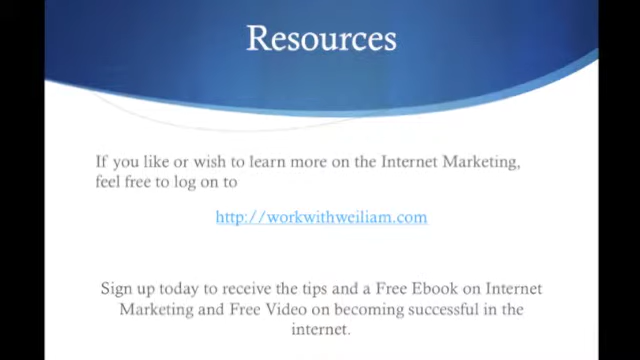 Resources
If you like or wish to learn more on the Internet Marketing,
feel free to log on to
http://workwithweiliam.com
Sign up today to receive the tips and a Free Ebook on Internet
Marketing and Free Video on becoming successful in the
internet.